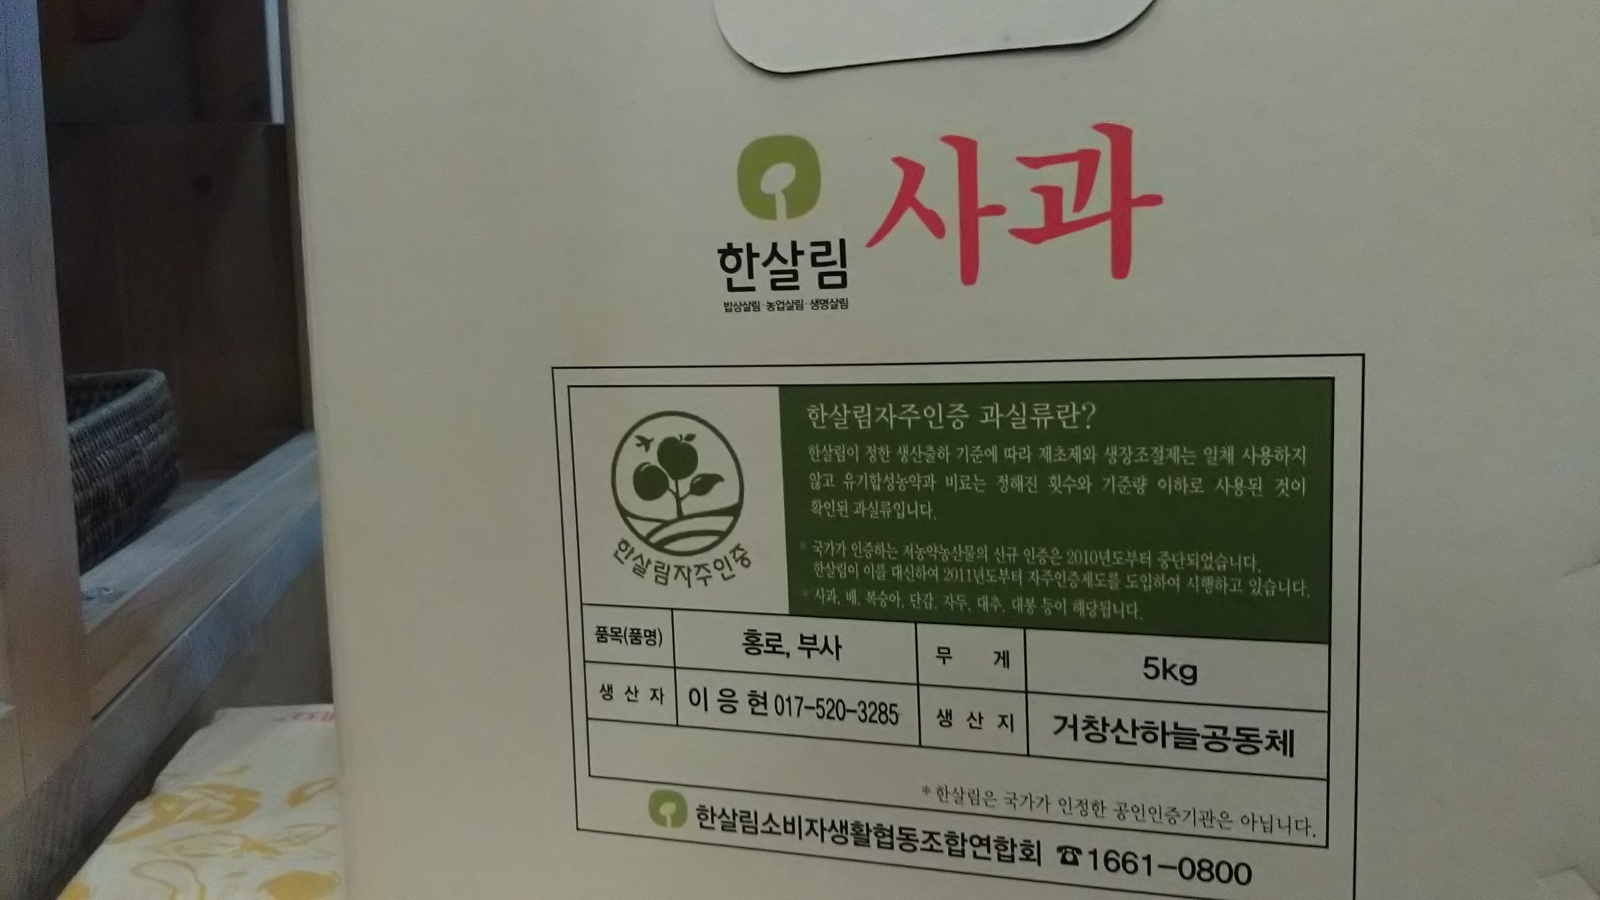 한살림
밥상살림·농업살림·생명살림
사과
한살림자주인증
한살림자주인증 과실류란?
한살림이 정한 생산출하 기준에 따라 제초제와 생장조절제는 일체 사용하지
않고 유기합성농약과 비료는 정해진 횟수와 기준량 이하로 사용된 것이
확인된 과실류입니다.
* 국가가 인증하는 저농약농산물의 신규 인증은 2010년도부터 중단되었습니다.
한살림이 이를 대신하여 2011년도부터 자주인증제도를 도입하여 시행하고 있습니다.
* 사과, 배, 복숭아, 단감, 자두, 대추, 대봉 등이 해당됩니다.
품목(품명) 홍로, 부사 무 게 5kg
생 산 자 이 응 현 017-520-3285 생 산 지 거창산하늘공동체
* 한살림은 국가가 인정한 공인인증기관은 아닙니다.
한살림소비자생활협동조합연합회 ☎1661-0800